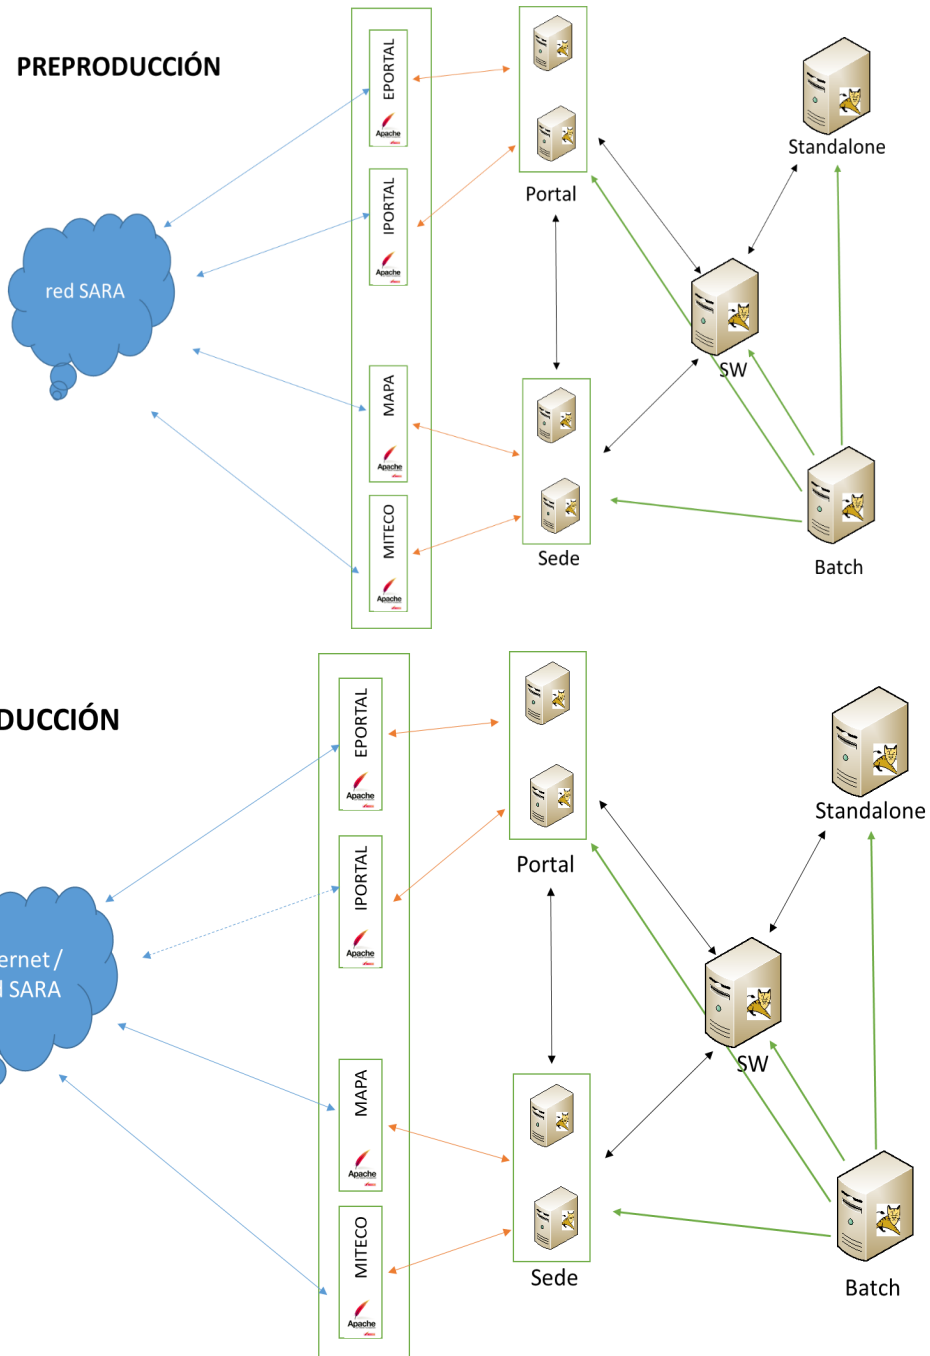 PREPRODUCCIÓN
EPORTAL
Apache
IPORTAL
Apache
red SARA
MAPA
Apache
MITECO
Apache
Portal
Sede
Standalone
SW
Batch
DUCCIÓN
EPORTAL
Apache
IPORTAL
Apache
ernet /
SARA
MAPA
Apache
MITECO
Apache
Portal
Sede
Standalone
SW
Batch